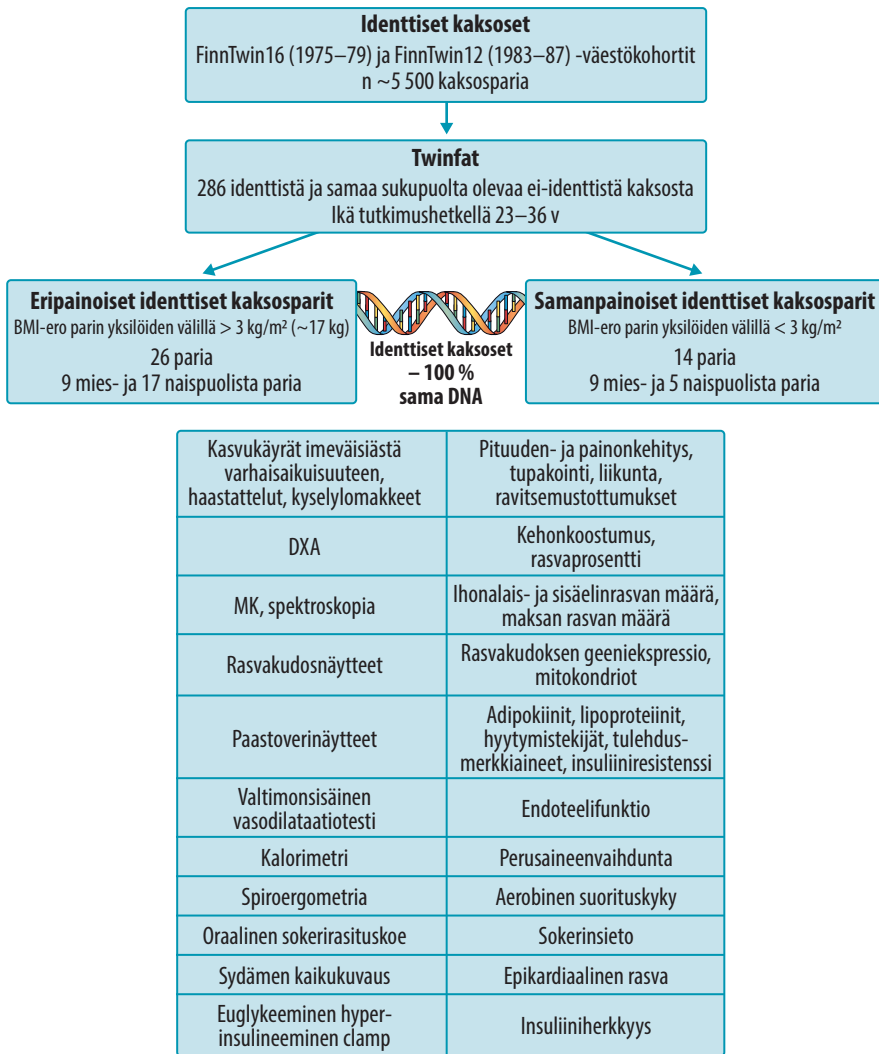 Identtiset kaksoset
FinnTwin16 (1975–79) ja FinnTwin12 (1983–87) -väestökohortit
n ~5 500 kaksosparia
Twinfat
286 identtistä ja samaa sukupuolta olevaa ei-identtistä kaksosta
Ikä tutkimushetkellä 23–36 v
Eripainoiset identtiset kaksosparit
BMI-ero parin yksilöiden välillä > 3 kg/m² (~17 kg)
26 paria
9 mies- ja 17 naispuolista paria
Identtiset kaksoset
– 100 %
sama DNA
Samanpainoiset identtiset kaksosparit
BMI-ero parin yksilöiden välillä < 3 kg/m²
14 paria
9 mies- ja 5 naispuolista paria
Kasvukäyrät imeväisiästä
varhaisaikuisuuteen,
haastattelut, kyselylomakkeet
Pituuden- ja painonkehitys,
tupakointi, liikunta,
ravitsemustottumukset
DXA
Kehonkoostumus,
rasvaprosentti
MK, spektroskopia
Ihonalais- ja sisäelinrasvan määrä,
maksan rasvan määrä
Rasvakudosnäytteet
Rasvakudoksen geeniekspressio,
mitokondriot
Paastoverinäytteet
Adipokiinit, lipoproteiinit,
hyytymistekijät, tulehdus-
merkkiaineet, insuliiniresistenssi
Valtimonsisäinen
vasodilataatiotesti
Endoteelifunktio
Kalorimetri
Perusaineenvaihdunta
Spiroergometria
Aerobinen suorituskyky
Oraalinen sokerirasituskoe
Sokerinsieto
Sydämen kaikukuvaus
Epikardiaalinen rasva
Euglykeeminen hyper-
insulineeminen clamp
Insuliiniherkkyys